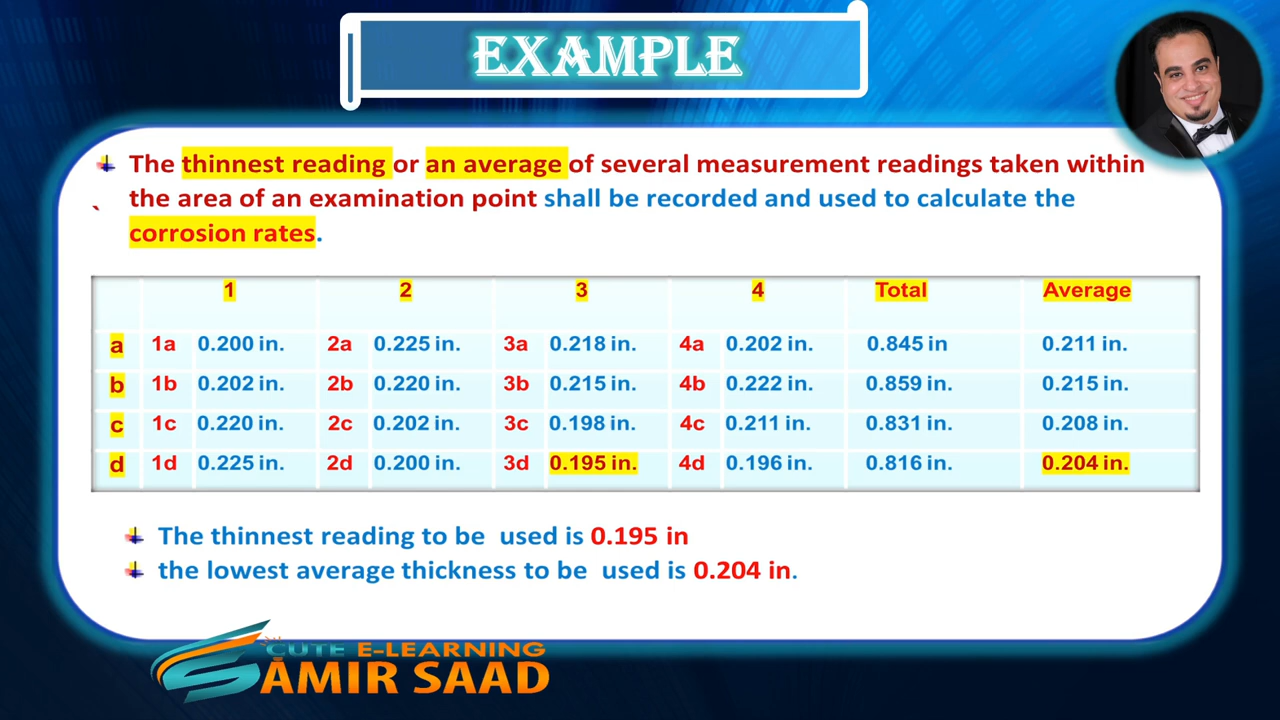 EXAMPLE
The thinnest reading or an average of several measurement readings taken within
the area of an examination point shall be recorded and used to calculate the
corrosion rates.
1 2 3 4 Total Average
a 1a 0.200 in. 2a 0.225 in. 3a 0.218 in. 4a 0.202 in. 0.845 in 0.211 in.
b 1b 0.202 in. 2b 0.220 in. 3b 0.215 in. 4b 0.222 in. 0.859 in. 0.215 in.
c 1c 0.220 in. 2c 0.202 in. 3c 0.198 in. 4c 0.211 in. 0.831 in. 0.208 in.
d 1d 0.225 in. 2d 0.200 in. 3d 0.195 in. 4d 0.196 in. 0.816 in. 0.204 in.
The thinnest reading to be used is 0.195 in
the lowest average thickness to be used is 0.204 in.
CUTE E-LEARNING
AMIR SAAD